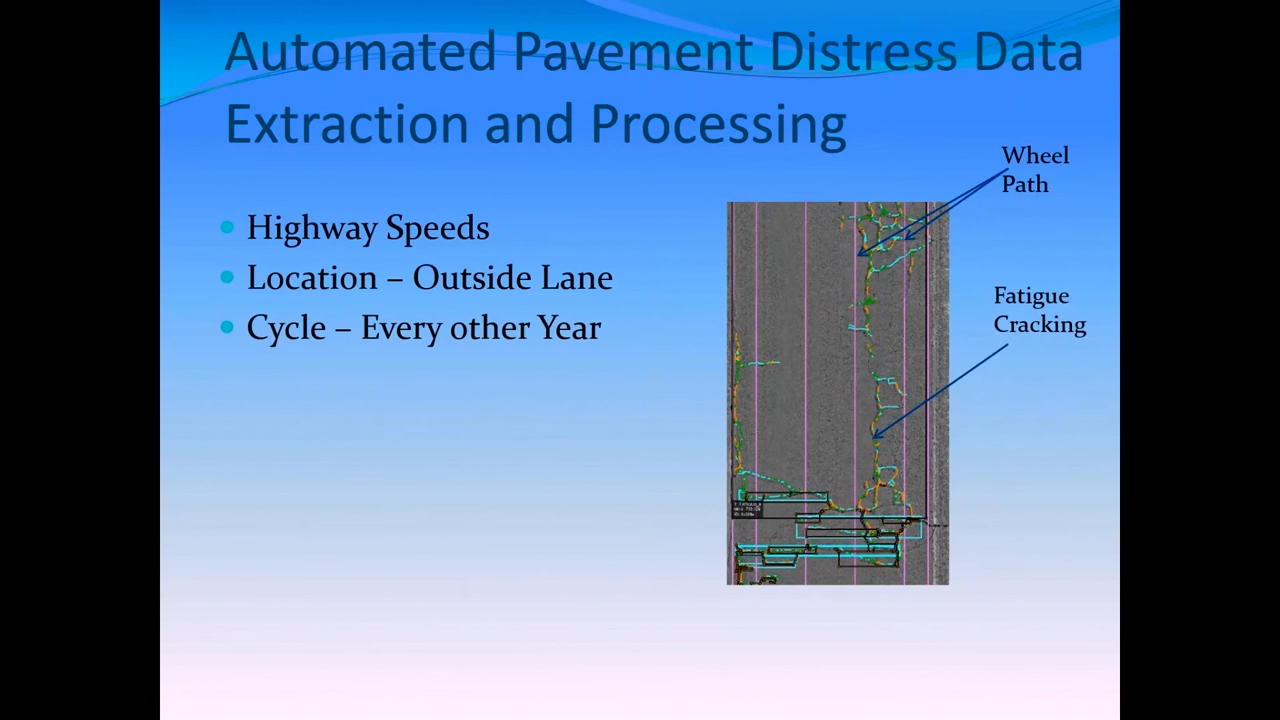 Automated Pavement Distress Data
Extraction and Processing
Highway Speeds
Location – Outside Lane
Cycle – Every other Year
Wheel
Path
Fatigue
Cracking